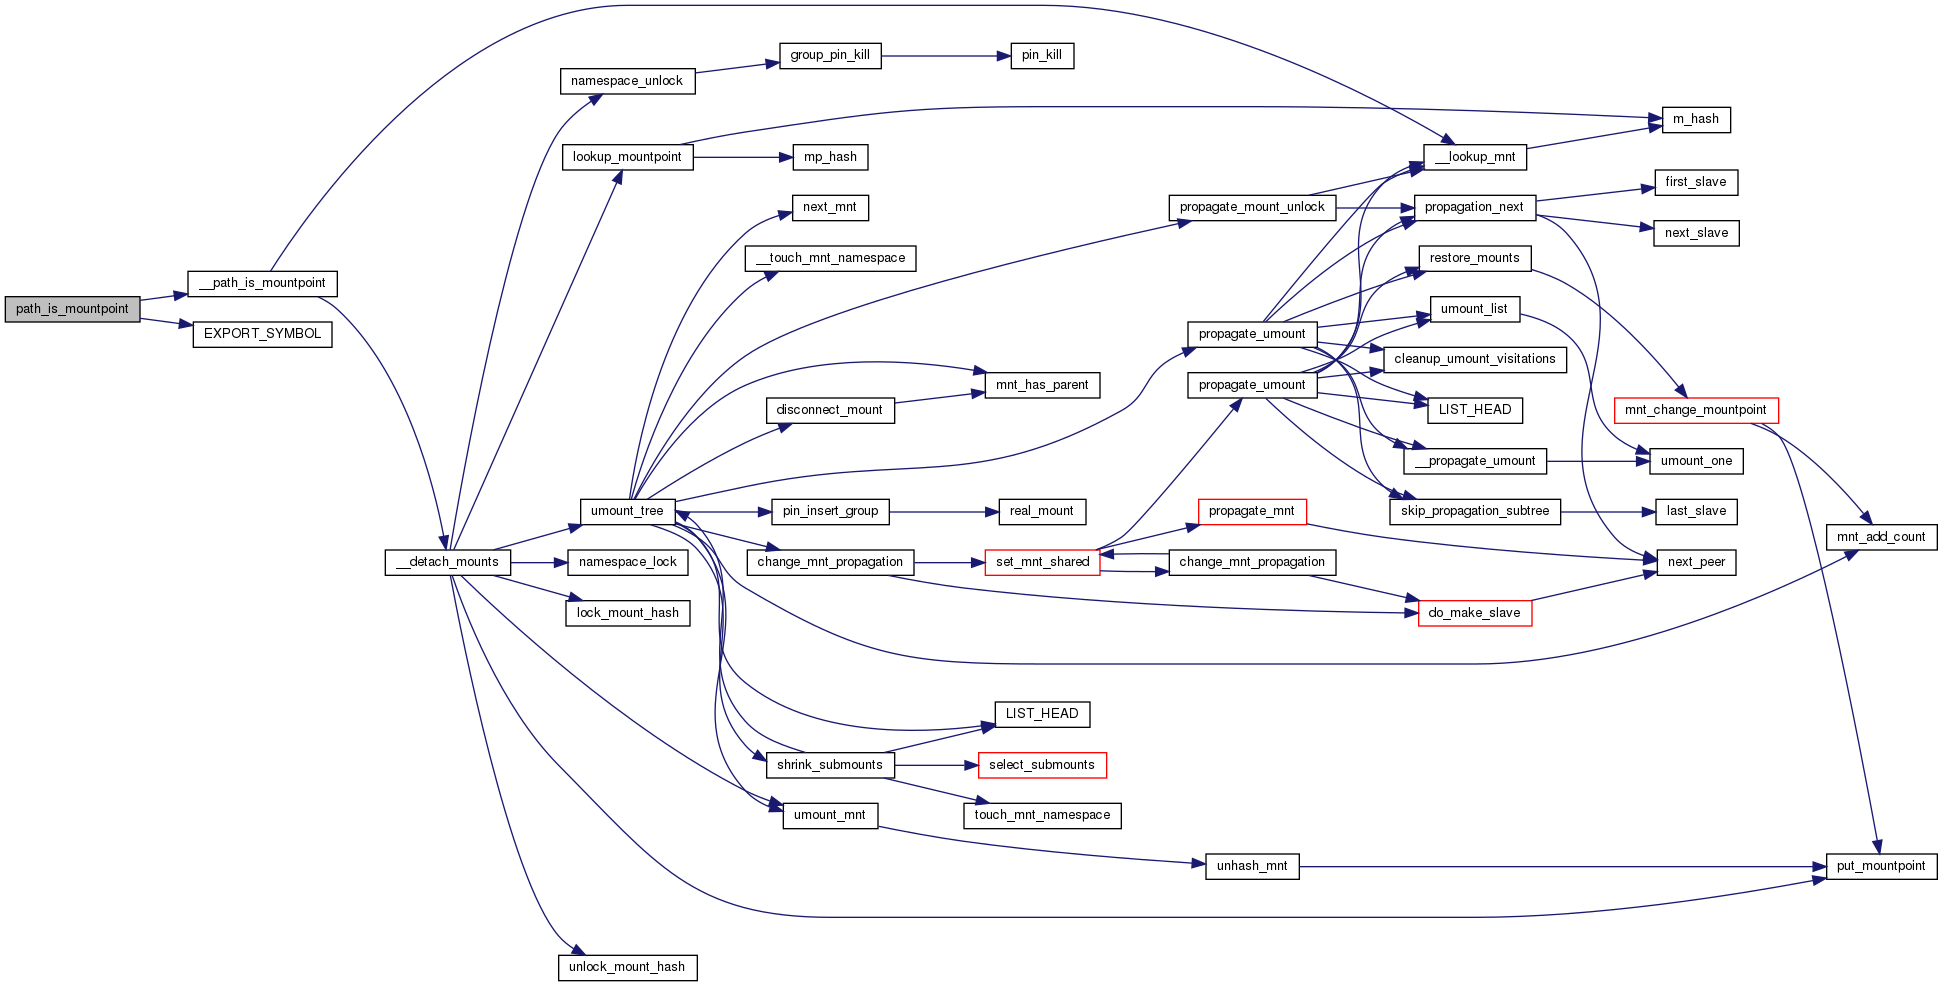 path_is_mountpoint
__path_is_mountpoint
EXPORT_SYMBOL
__detach_mounts
namespace_unlock
lookup_mountpoint
umount_tree
namespace_lock
lock_mount_hash
unlock_mount_hash
group_pin_kill
mp_hash
next_mnt
__touch_mnt_namespace
disconnect_mount
pin_insert_group
change_mnt_propagation
shrink_submounts
umount_mnt
pin_kill
mnt_has_parent
real_mount
set_mnt_shared
LIST_HEAD
select_submounts
touch_mnt_namespace
propagate_mount_unlock
propagate_umount
propagate_umount
propagate_mnt
change_mnt_propagation
unhash_mnt
__lookup_mnt
propagation_next
restore_mounts
umount_list
cleanup_umount_visitations
LIST_HEAD
__propagate_umount
skip_propagation_subtree
do_make_slave
m_hash
first_slave
next_slave
mnt_change_mountpoint
umount_one
last_slave
next_peer
mnt_add_count
put_mountpoint